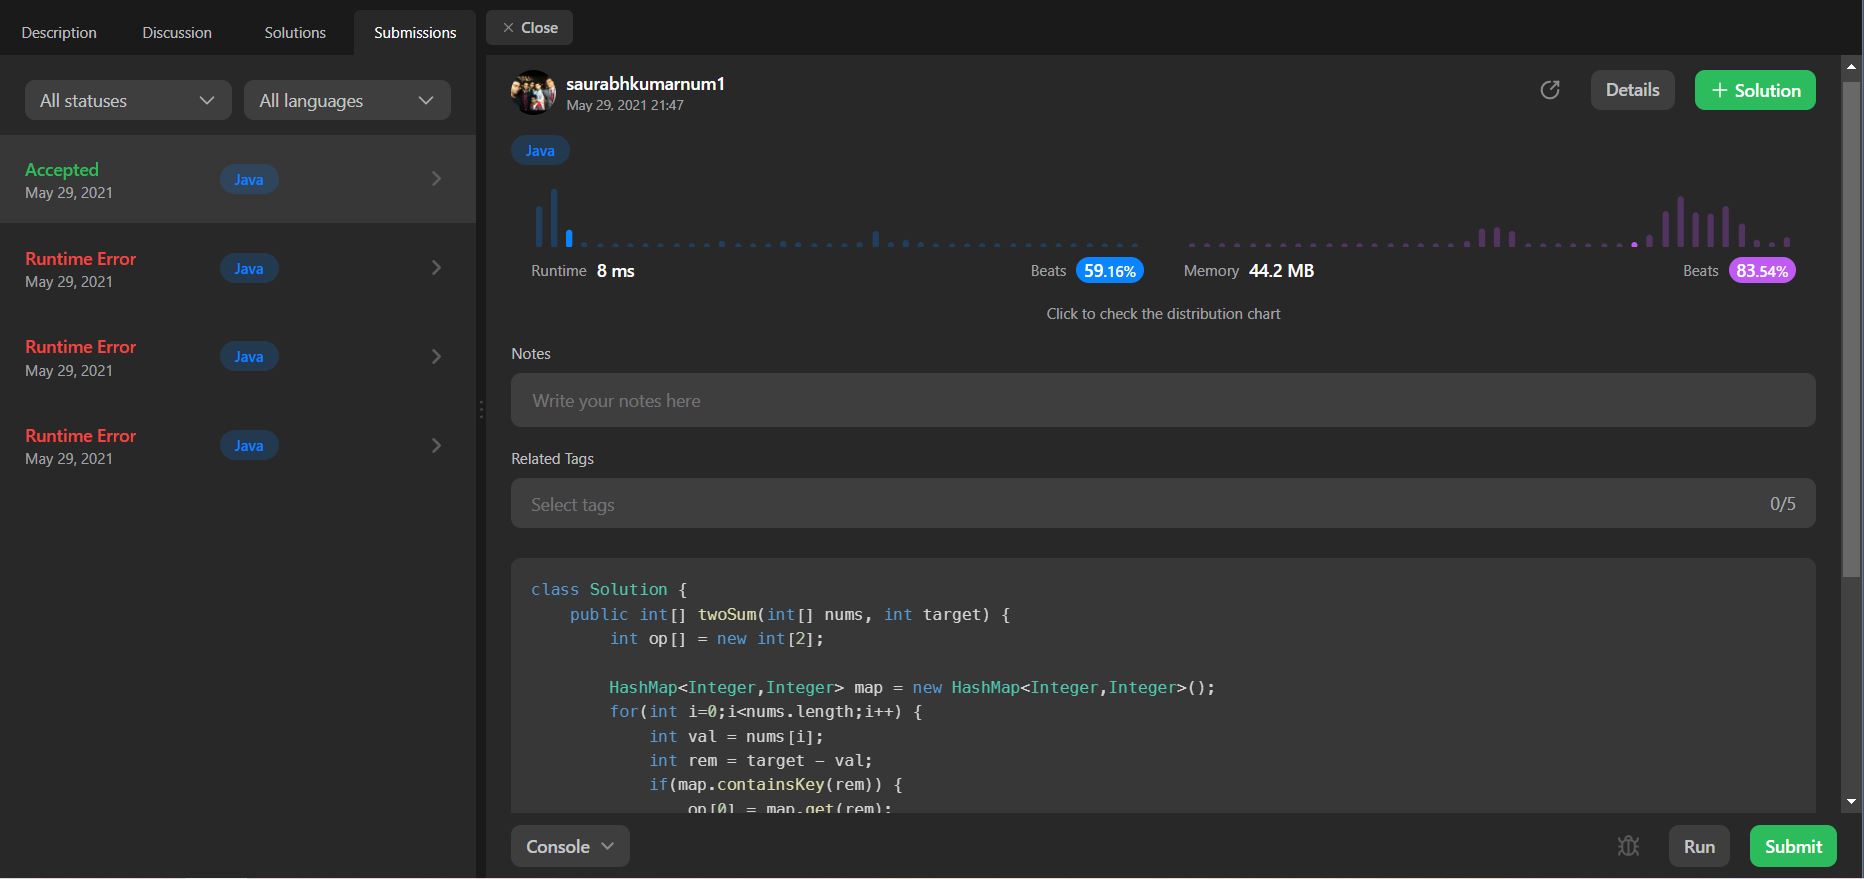 Description Discussion Solutions Submissions
Close
All statuses All languages
Accepted
May 29, 2021
Java
Runtime Error
May 29, 2021
Java
Runtime Error
May 29, 2021
Java
Runtime Error
May 29, 2021
Java
saurabhkumarnum1
May 29, 2021 21:47
Details
+ Solution
Java
Runtime 8 ms Beats 59.16% Memory 44.2 MB Beats 83.54%
Click to check the distribution chart
Notes
Write your notes here
Related Tags
Select tags 0/5
class Solution {
    public int[] twoSum(int[] nums, int target) {
        int op[] = new int[2];
        HashMap<Integer,Integer> map = new HashMap<Integer,Integer>();
        for(int i=0;i<nums.length;i++) {
            int val = nums[i];
            int rem = target - val;
            if(map.containsKey(rem)) {
                op[0] = map.get(rem);
Console Run Submit